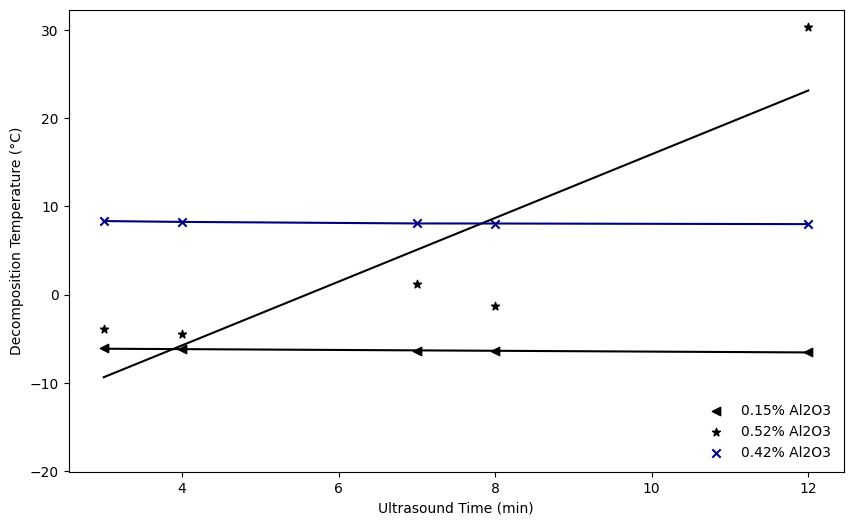 30
20
10
0
−10
−20
Decomposition Temperature (°C)
4
6
8
10
12
Ultrasound Time (min)
0.15% Al2O3
0.52% Al2O3
0.42% Al2O3